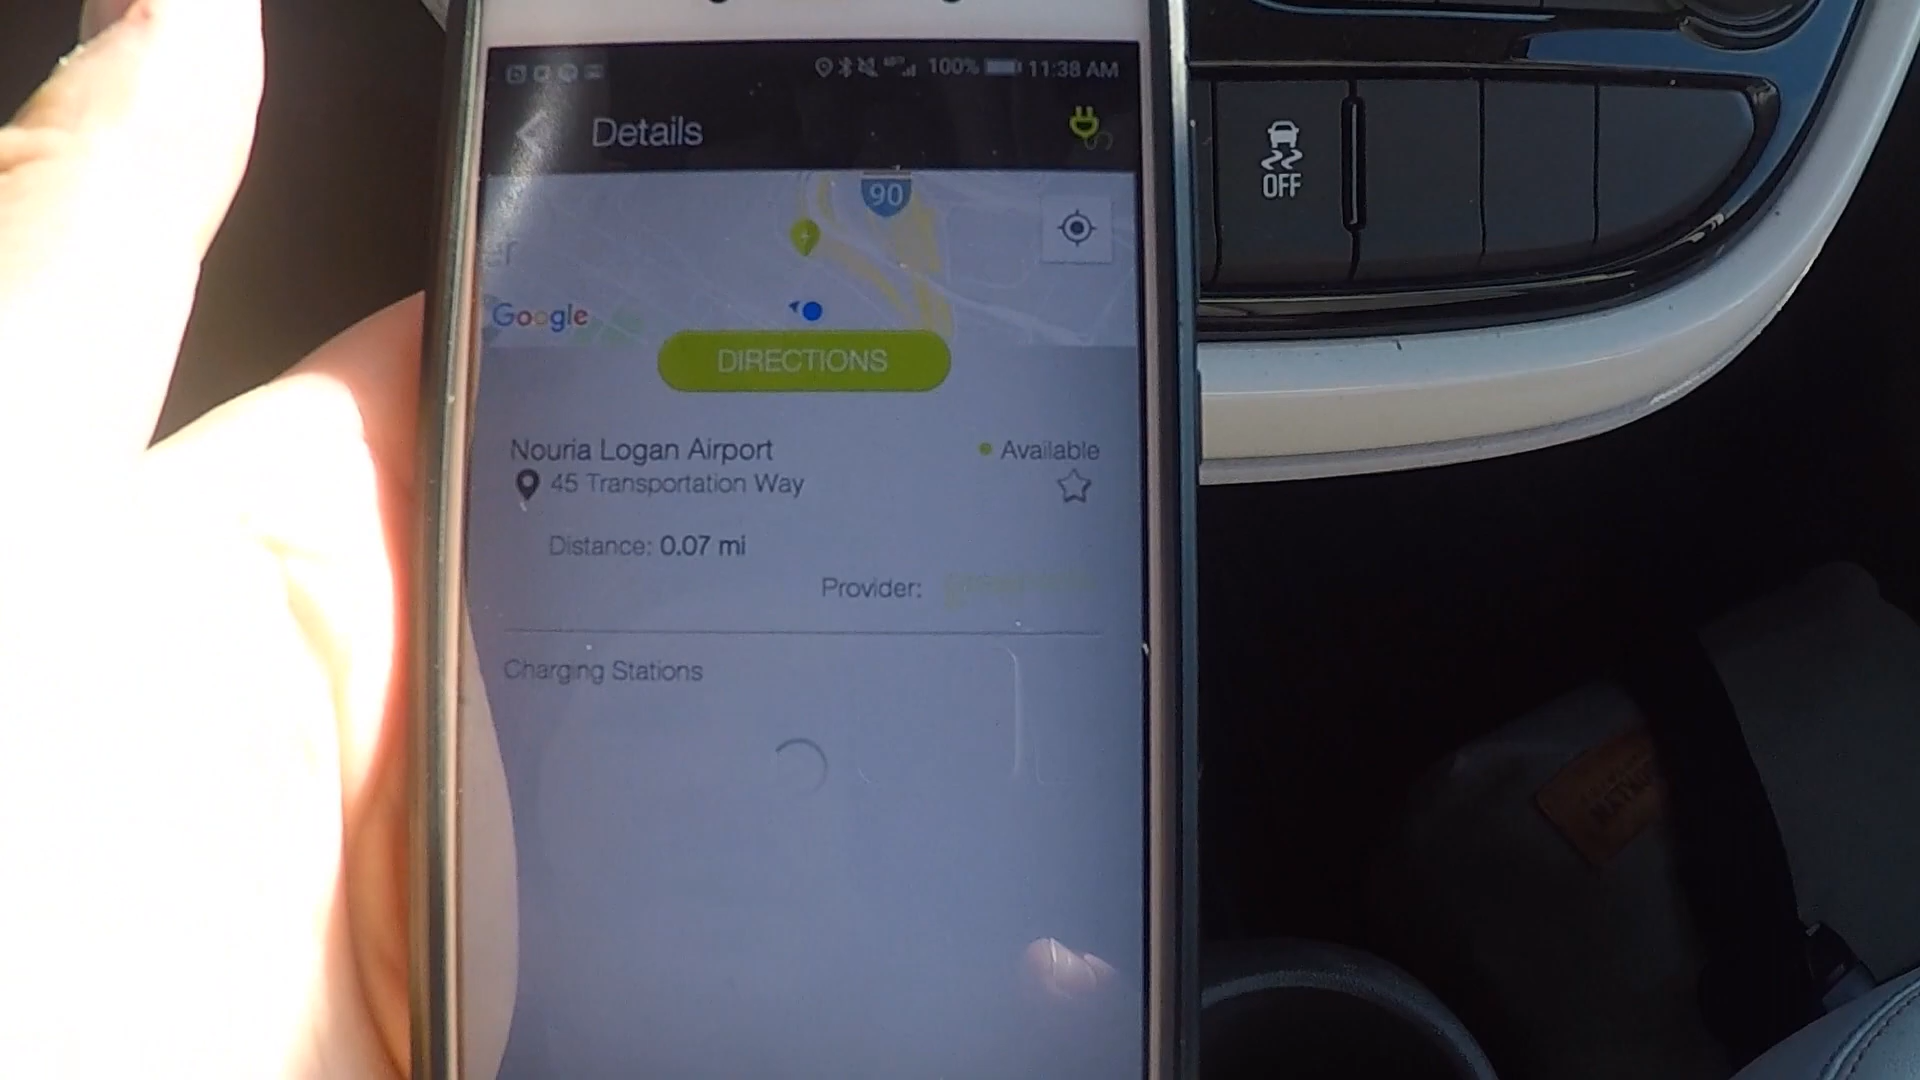 100% 11:38 AM
Details
90
er
Google
DIRECTIONS
Nouria Logan Airport
Available
45 Transportation Way
Distance: 0.07 mi
Provider:
Charging Stations
OFF